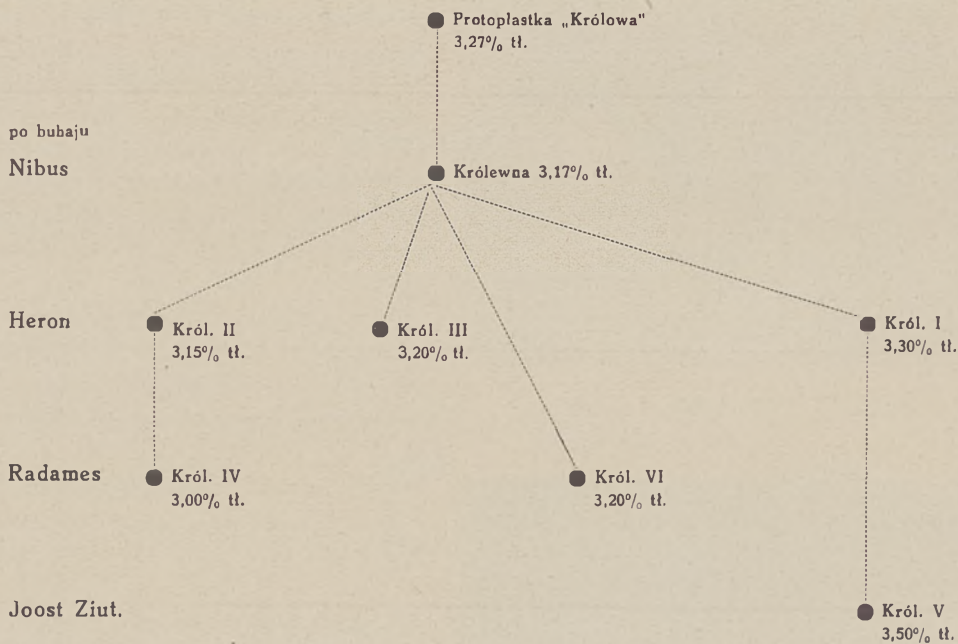 Protoplastka „Królowa"
3,27% tł.
po buhaju
Nibus
Królewna 3,17% tł.
Heron
Król. II
3,15% tł.
Król. III
3,20% tł.
Król. I
3,30% tł.
Radames
Król. IV
3,00% tł.
Król. VI
3,20% tł.
Joost Ziut.
Król. V
3,50% tł.